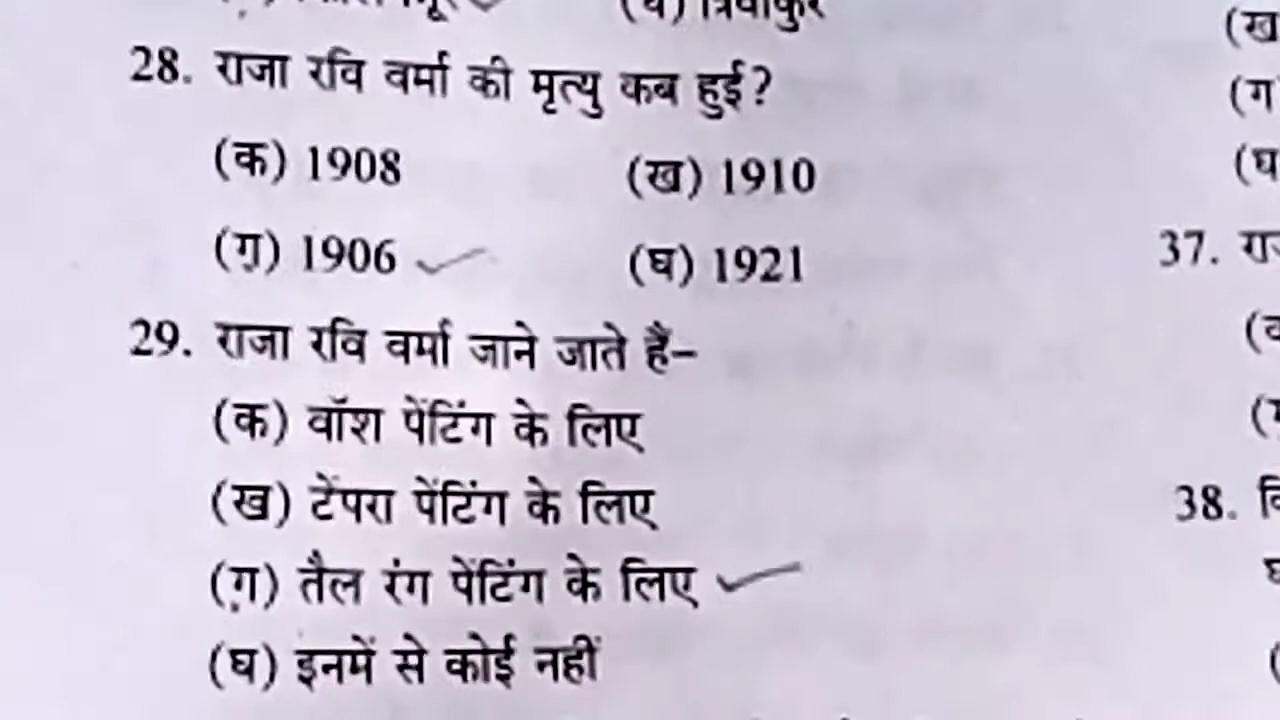 (घ) त्रिवांकुर
28. राजा रवि वर्मा की मृत्यु कब हुई?
(क) 1908 (ख) 1910
(ग) 1906 (घ) 1921
29. राजा रवि वर्मा जाने जाते हैं–
(क) वॉश पेंटिंग के लिए
(ख) टेंपरा पेंटिंग के लिए
(ग) तैल रंग पेंटिंग के लिए
(घ) इनमें से कोई नहीं
(ख
(ग
(घ
37.
38.